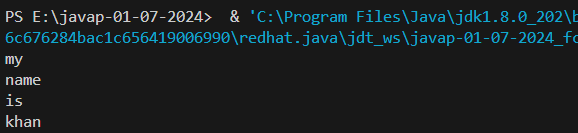 PS E:\javap-01-07-2024>  & 'C:\Program Files\Java\jdk1.8.0_202\b
6c676284bac1c656419006990\redhat.java\jdt_ws\javap-01-07-2024_fc
my
name
is
khan